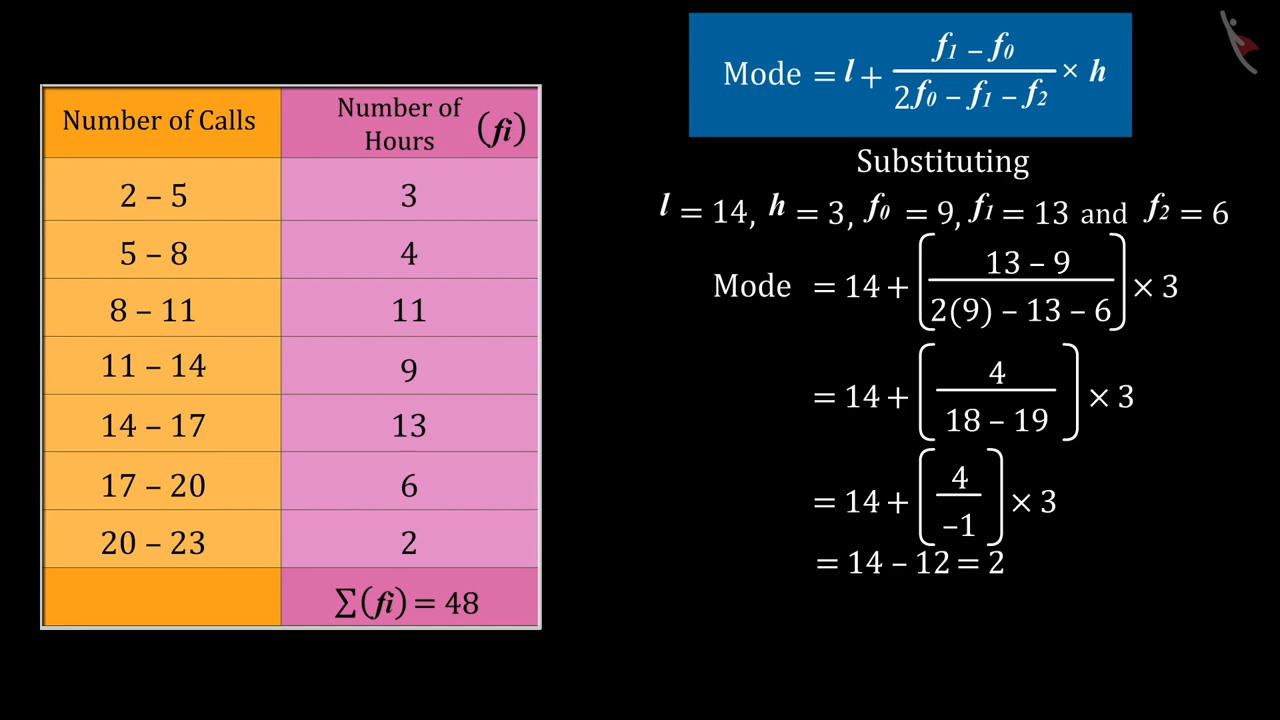 Mode = l + (f₁ – f₀)/(2f₀ – f₁ – f₂) × h
Number of Calls | Number of Hours (fi)
2 – 5 | 3
5 – 8 | 4
8 – 11 | 11
11 – 14 | 9
14 – 17 | 13
17 – 20 | 6
20 – 23 | 2
∑(fi) = 48
Substituting
l = 14, h = 3, f₀ = 9, f₁ = 13 and f₂ = 6
Mode = 14 + [(13 – 9)/(2(9) – 13 – 6)] × 3
= 14 + [4/(18 – 19)] × 3
= 14 + [4/–1] × 3
= 14 – 12 = 2